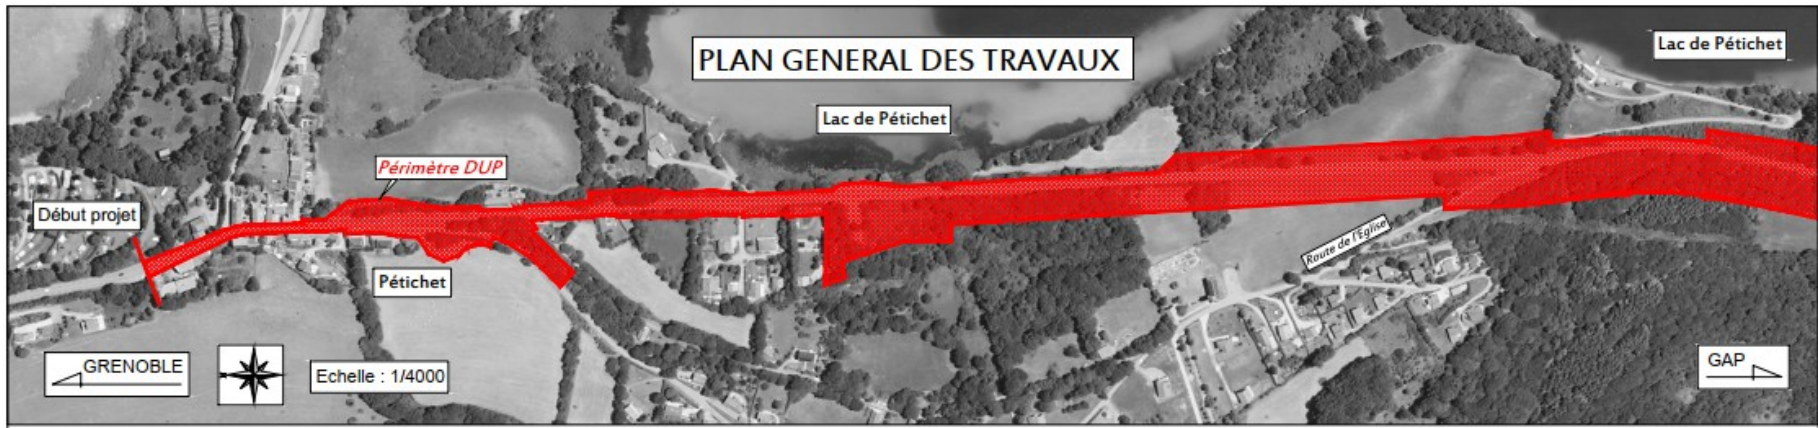 PLAN GENERAL DES TRAVAUX
Lac de Pétichet
Lac de Pétichet
Périmètre DUP
Début projet
Pétichet
Route de l'Eglise
GRENOBLE
Echelle : 1/4000
GAP